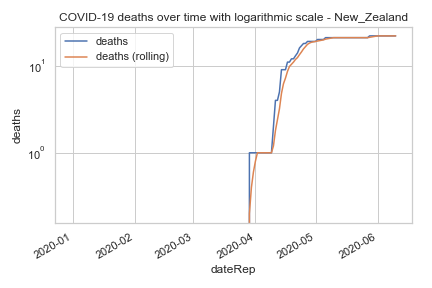 COVID-19 deaths over time with logarithmic scale - New_Zealand
deaths
deaths (rolling)
10¹
10⁰
deaths
2020-01
2020-02
2020-03
2020-04
2020-05
2020-06
dateRep